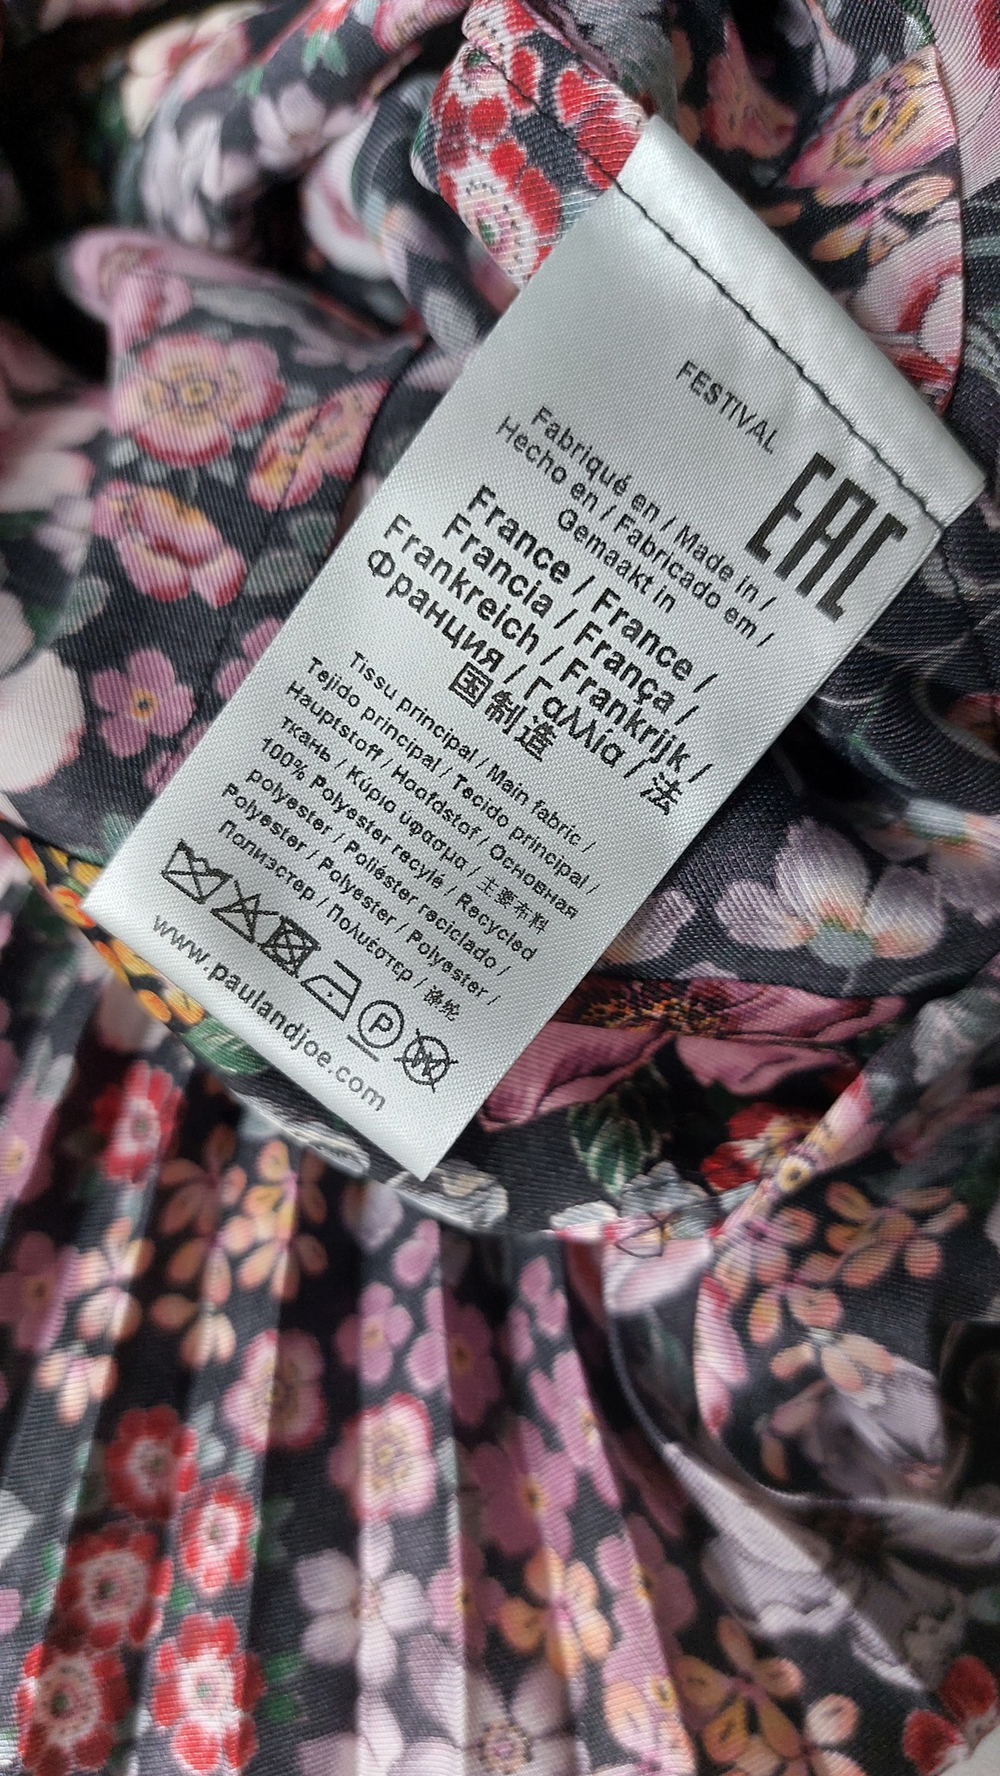 FESTIVAL
EAC
Fabriqué en / Made in /
Hecho en / Fabricado em /
Gemaakt in
France / France /
Francia / França /
Frankreich / Frankrijk /
Франция / Γαλλία / 法
国制造
Tissu principal / Main fabric /
Tejido principal / Tecido principal /
Hauptstoff / Hoofdstof / Основная
ткань / Κύριο υφασμα / 主要布料
100% Polyester recyclé / Recycled
polyester / Poliéster reciclado /
Polyester / Polyester / Polyester /
Полиэстер / Πολυέστερ / 涤纶
P
W
www.paulandjoe.com